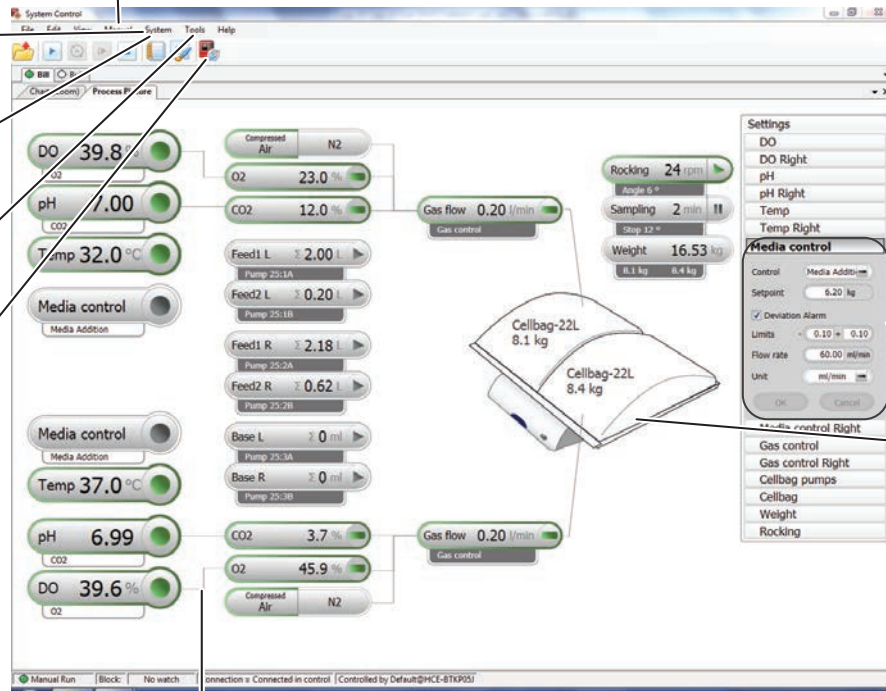 System Control
File Edit View Manual System Tools Help
Bill
Process Picture
DO 39.8 %
O2
pH 7.00
CO2
Temp 32.0 °C
Media control
Media Addition
Media control
Media Addition
Temp 37.0 °C
pH 6.99
CO2
DO 39.6 %
O2
Compressed Air N2
O2 23.0 %
CO2 12.0 %
Feed1 L Σ 2.00 L
Pump 25:1A
Feed2 L Σ 0.20 L
Pump 25:1B
Feed1 R Σ 2.18 L
Pump 25:2A
Feed2 R Σ 0.62 L
Pump 25:2B
Base L Σ 0 ml
Pump 25:3A
Base R Σ 0 ml
Pump 25:3B
CO2 3.7 %
O2 45.9 %
Compressed Air N2
Gas flow 0.20 l/min
Gas control
Gas flow 0.20 l/min
Gas control
Rocking 24 rpm
Angle 6 °
Sampling 2 min
Stop 12 °
Weight 16.53 kg
8.1 kg 8.4 kg
Cellbag-22L
8.1 kg
Cellbag-22L
8.4 kg
Settings
DO
DO Right
pH
pH Right
Temp
Temp Right
Media control
Control Media Additi
Setpoint 6.20 kg
Deviation Alarm
Limits - 0.10 + 0.10
Flow rate 60.00 ml/min
Unit ml/min
OK Cancel
Media control Right
Gas control
Gas control Right
Cellbag pumps
Cellbag
Weight
Rocking
Manual Run Block: No watch Connection = Connected in control Controlled by Default@HCE-BTKP05J